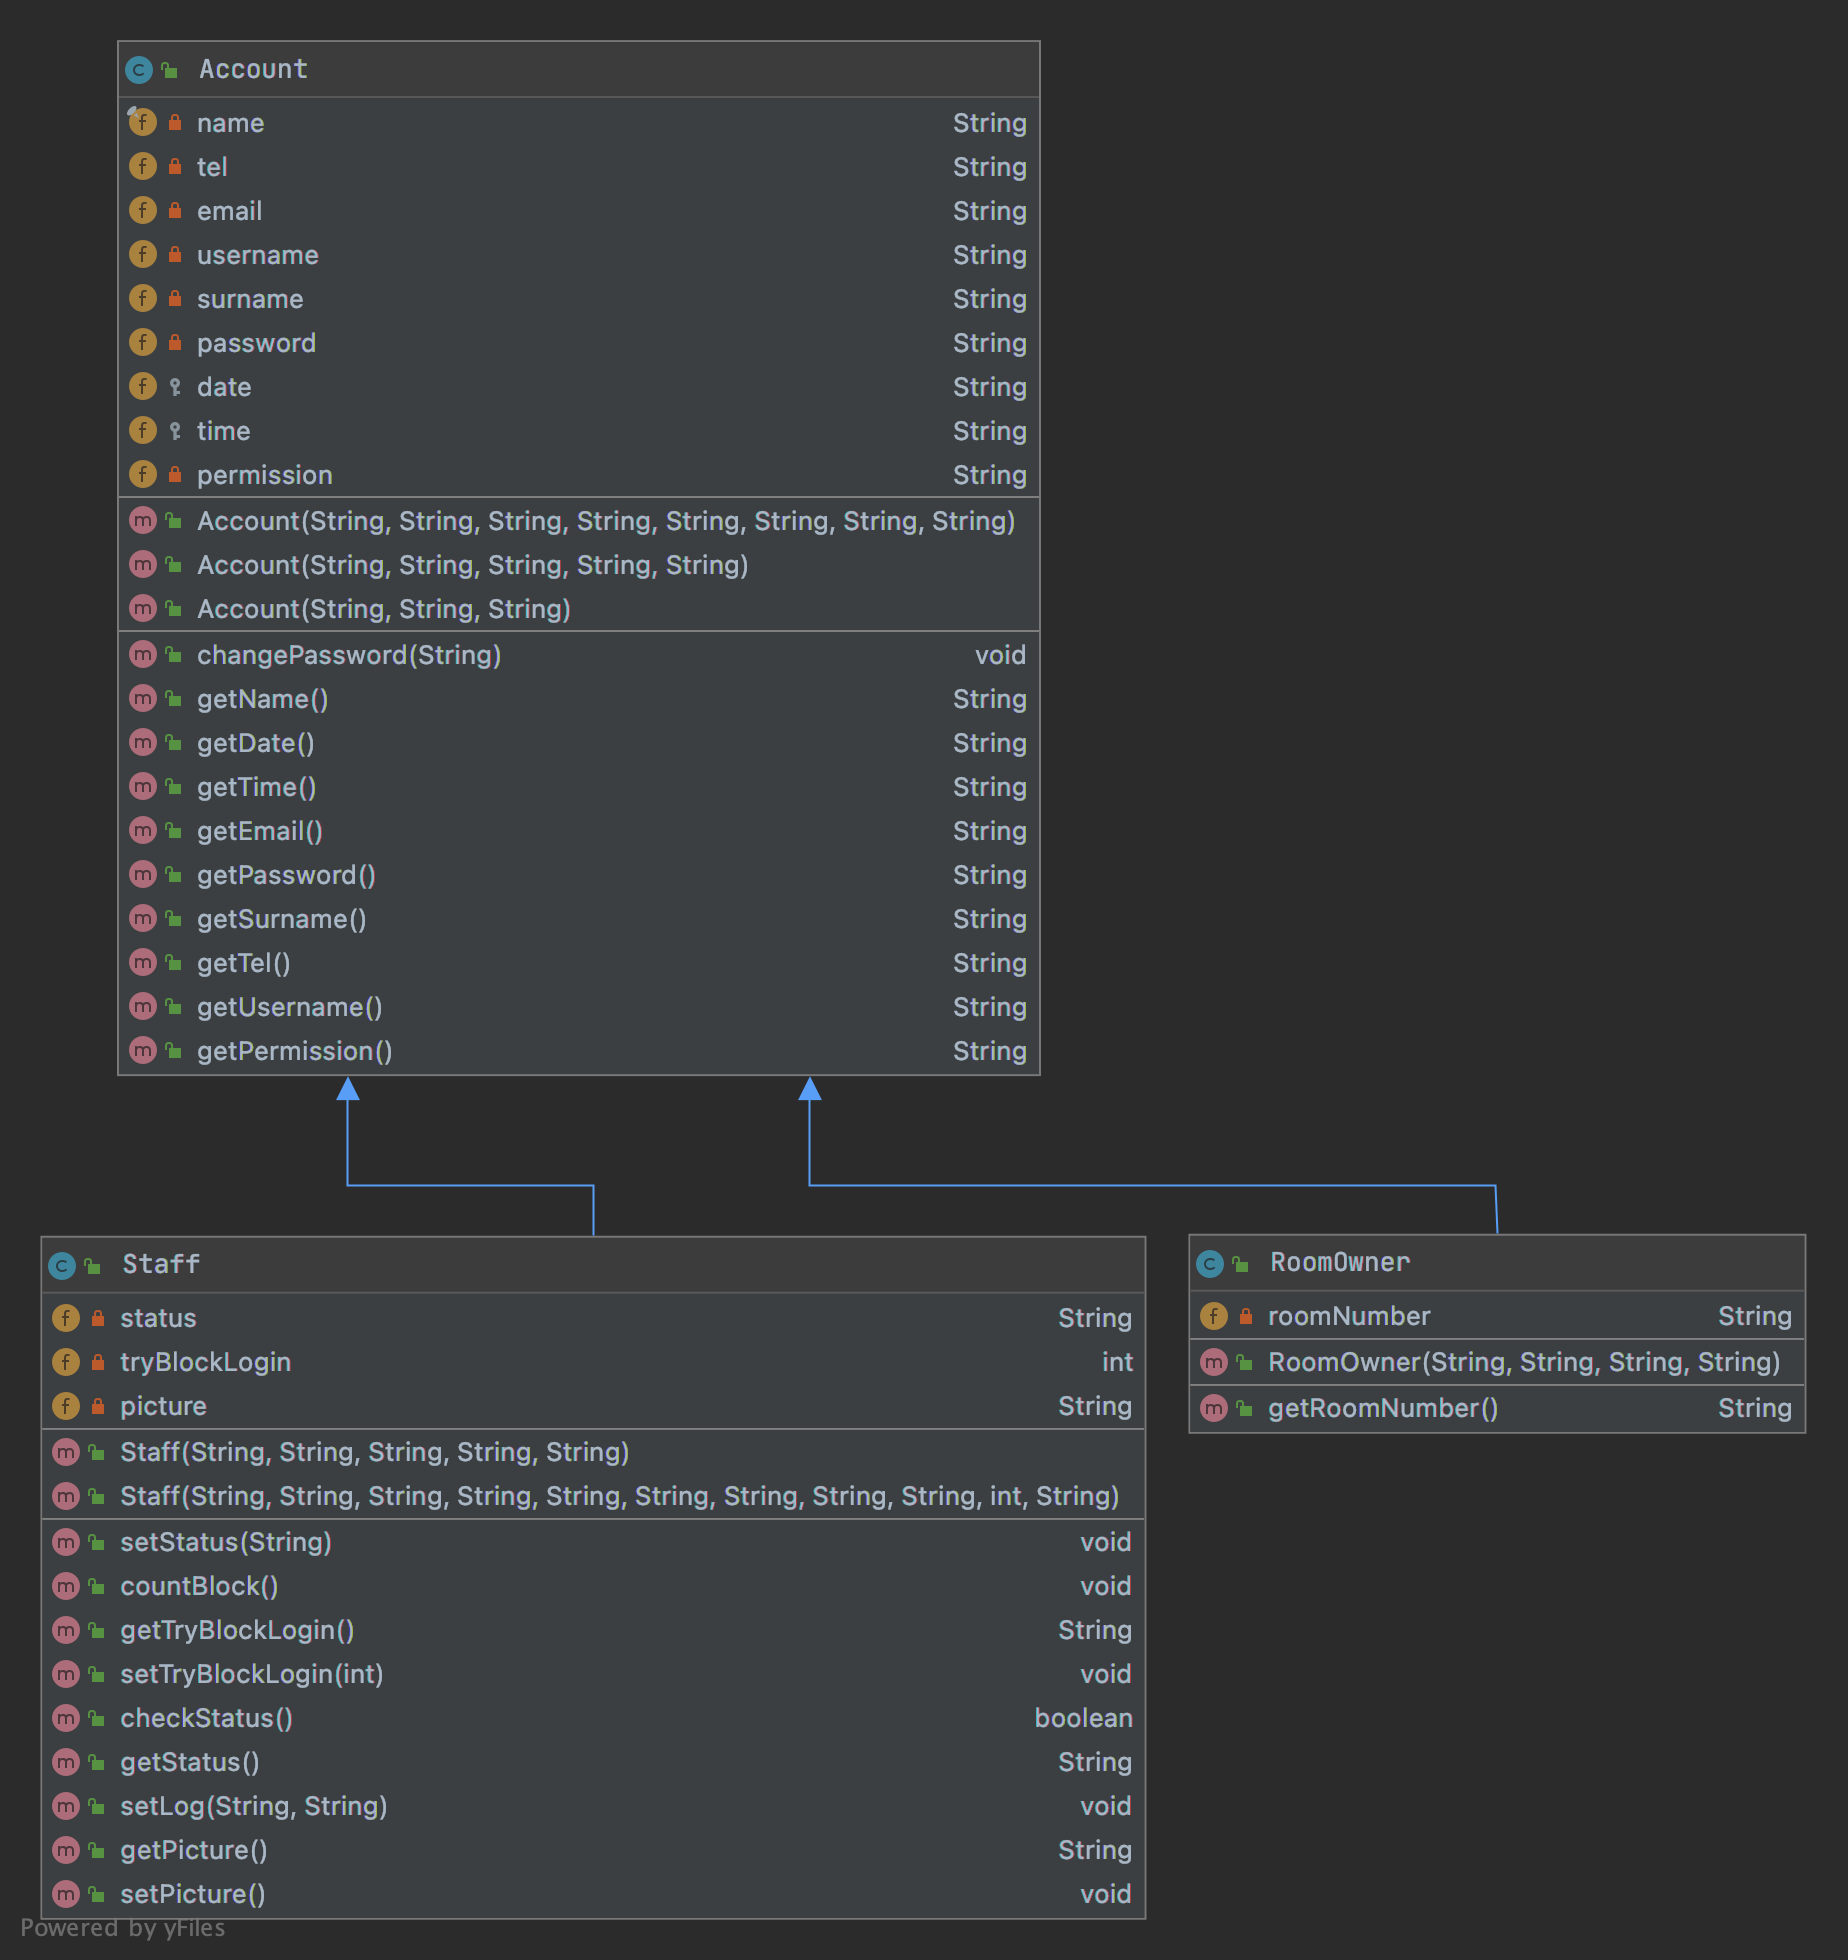 Account
name String
tel String
email String
username String
surname String
password String
date String
time String
permission String
Account(String, String, String, String, String, String, String, String)
Account(String, String, String, String, String)
Account(String, String, String)
changePassword(String) void
getName() String
getDate() String
getTime() String
getEmail() String
getPassword() String
getSurname() String
getTel() String
getUsername() String
getPermission() String
Staff
status String
tryBlockLogin int
picture String
Staff(String, String, String, String, String)
Staff(String, String, String, String, String, String, String, String, String, int, String)
setStatus(String) void
countBlock() void
getTryBlockLogin() String
setTryBlockLogin(int) void
checkStatus() boolean
getStatus() String
setLog(String, String) void
getPicture() String
setPicture() void
RoomOwner
roomNumber String
RoomOwner(String, String, String, String)
getRoomNumber() String
Powered by yFiles